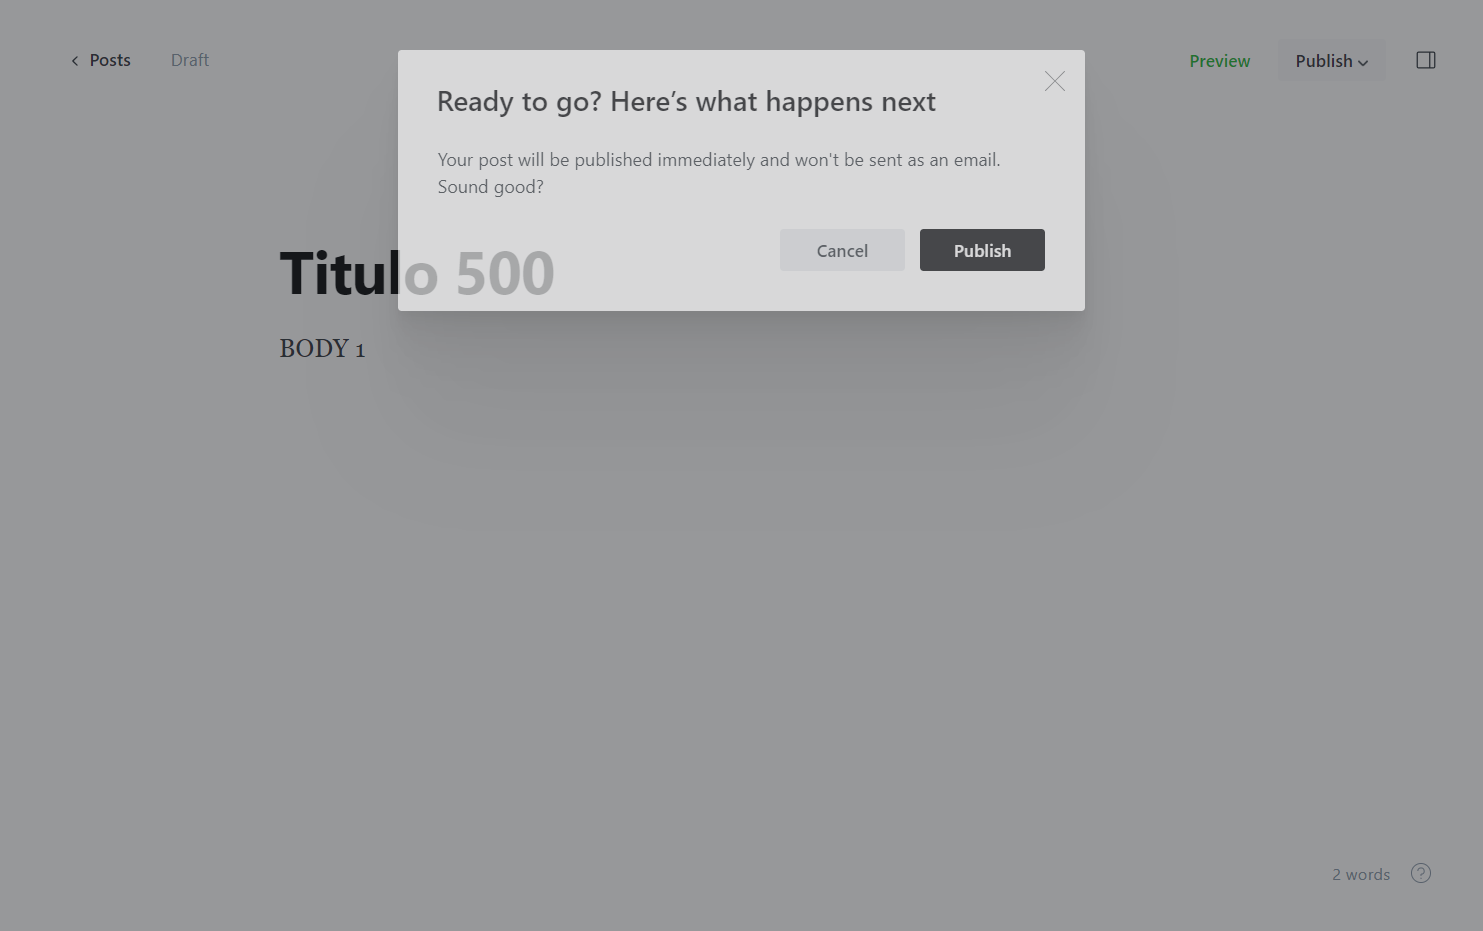 Posts
Draft
Preview
Publish
Ready to go? Here’s what happens next
Your post will be published immediately and won't be sent as an email.
Sound good?
Cancel
Publish
Titulo 500
BODY 1
2 words
?